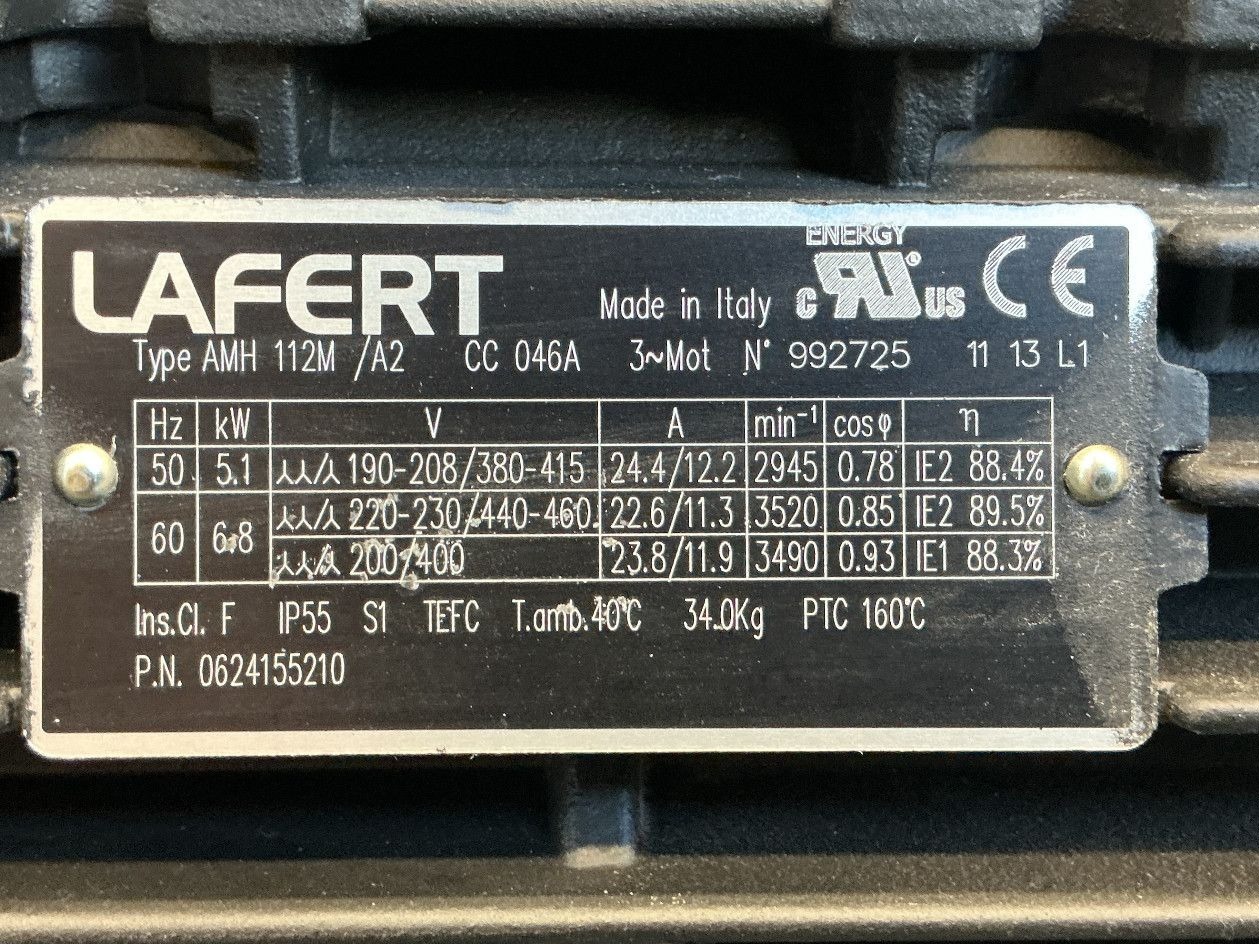 ENERGY
LAFERT Made in Italy c RU® US CE
Type AMH 112M /A2 CC 046A 3~Mot N° 992725 11 13 L1
Hz kW V A min⁻¹ cosφ η
50 5.1 ⅄⅄/⅄ 190-208/380-415 24.4/12.2 2945 0.78 IE2 88.4%
60 6.8 ⅄⅄/⅄ 220-230/440-460 22.6/11.3 3520 0.85 IE2 89.5%
⅄⅄/⅄ 200/400 23.8/11.9 3490 0.93 IE1 88.3%
Ins.Cl. F IP55 S1 TEFC T.amb.40°C 34.0Kg PTC 160°C
P.N. 0624155210